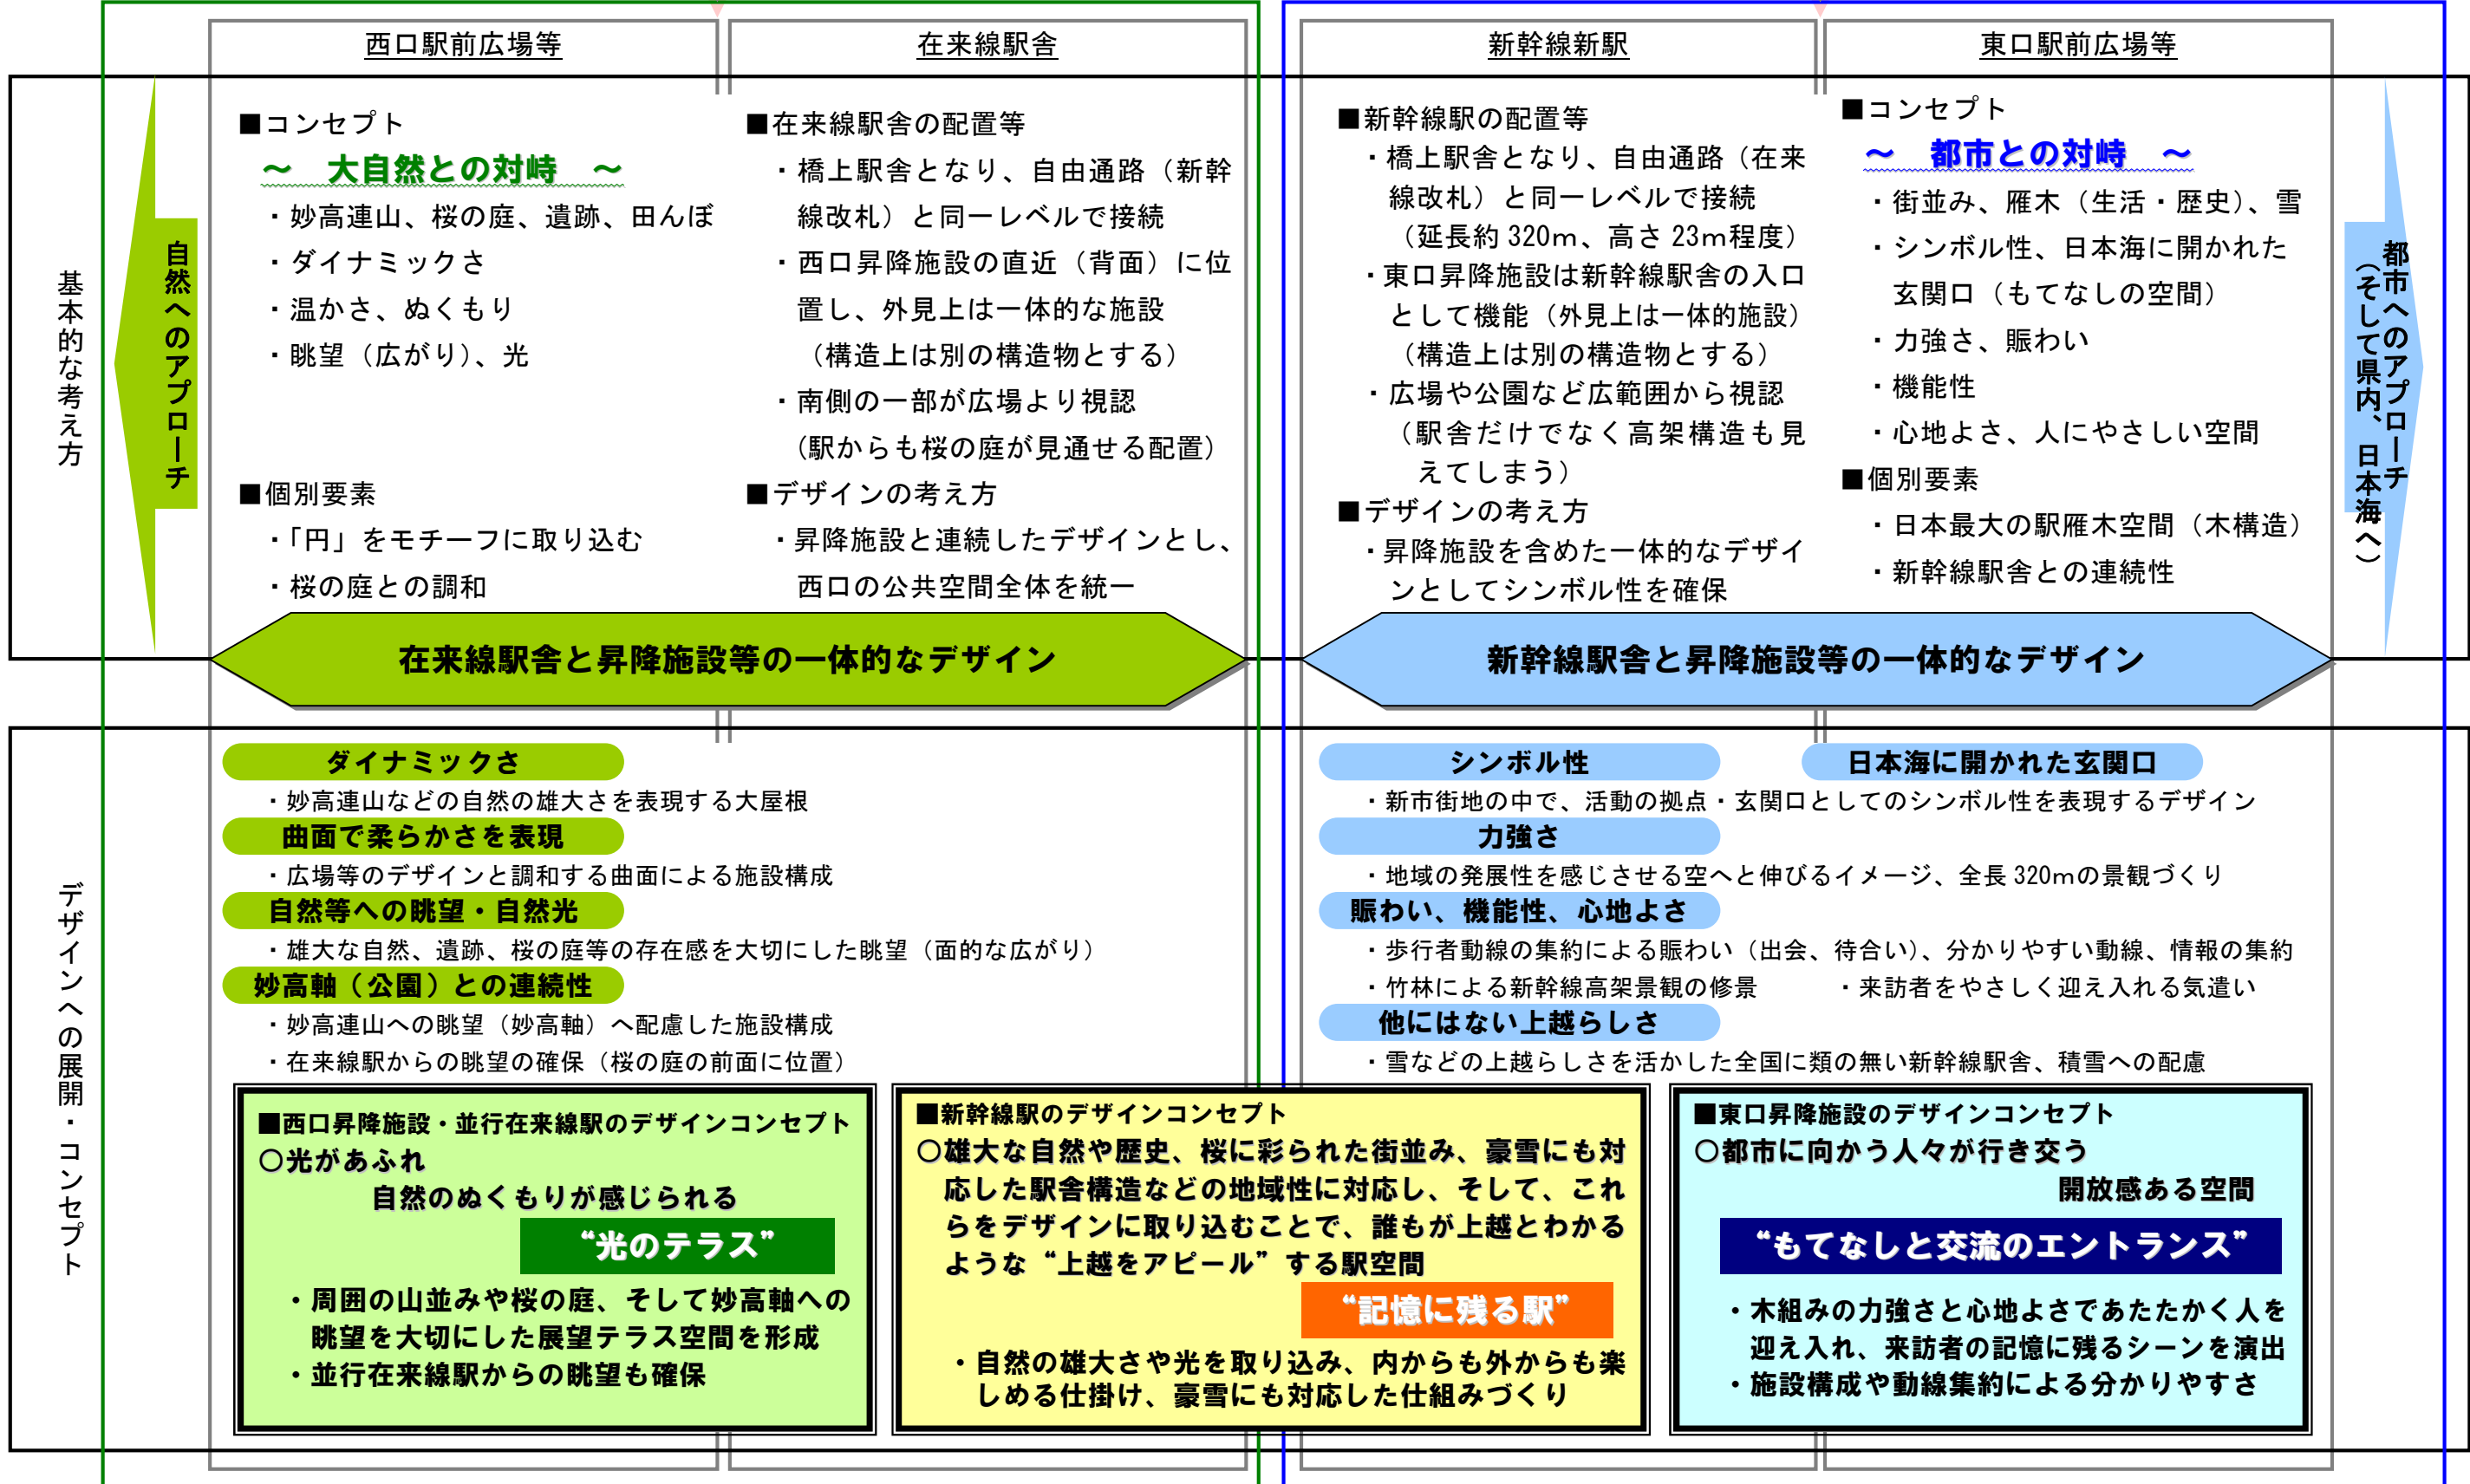 西口駅前広場等
在来線駅舎
新幹線新駅
東口駅前広場等
基本的な考え方
自然へのアプローチ
■コンセプト
～　大自然との対峙　～
・妙高連山、桜の庭、遺跡、田んぼ
・ダイナミックさ
・温かさ、ぬくもり
・眺望（広がり）、光
■個別要素
・「円」をモチーフに取り込む
・桜の庭との調和
■在来線駅舎の配置等
・橋上駅舎となり、自由通路（新幹
線改札）と同一レベルで接続
・西口昇降施設の直近（背面）に位
置し、外見上は一体的な施設
（構造上は別の構造物とする）
・南側の一部が広場より視認
（駅からも桜の庭が見通せる配置）
■デザインの考え方
・昇降施設と連続したデザインとし、
西口の公共空間全体を統一
■新幹線駅の配置等
・橋上駅舎となり、自由通路（在来
線改札）と同一レベルで接続
（延長約320m、高さ23m程度）
・東口昇降施設は新幹線駅舎の入口
として機能（外見上は一体的施設）
（構造上は別の構造物とする）
・広場や公園など広範囲から視認
（駅舎だけでなく高架構造も見
えてしまう）
■デザインの考え方
・昇降施設を含めた一体的なデザイ
ンとしてシンボル性を確保
■コンセプト
～　都市との対峙　～
・街並み、雁木（生活・歴史）、雪
・シンボル性、日本海に開かれた
玄関口（もてなしの空間）
・力強さ、賑わい
・機能性
・心地よさ、人にやさしい空間
■個別要素
・日本最大の駅雁木空間（木構造）
・新幹線駅舎との連続性
都市へのアプローチ
（そして県内、日本海へ）
在来線駅舎と昇降施設等の一体的なデザイン
新幹線駅舎と昇降施設等の一体的なデザイン
デザインへの展開・コンセプト
ダイナミックさ
・妙高連山などの自然の雄大さを表現する大屋根
曲面で柔らかさを表現
・広場等のデザインと調和する曲面による施設構成
自然等への眺望・自然光
・雄大な自然、遺跡、桜の庭等の存在感を大切にした眺望（面的な広がり）
妙高軸（公園）との連続性
・妙高連山への眺望（妙高軸）へ配慮した施設構成
・在来線駅からの眺望の確保（桜の庭の前面に位置）
シンボル性
日本海に開かれた玄関口
・新市街地の中で、活動の拠点・玄関口としてのシンボル性を表現するデザイン
力強さ
・地域の発展性を感じさせる空へと伸びるイメージ、全長320mの景観づくり
賑わい、機能性、心地よさ
・歩行者動線の集約による賑わい（出会、待合い）、分かりやすい動線、情報の集約
・竹林による新幹線高架景観の修景　・来訪者をやさしく迎え入れる気遣い
他にはない上越らしさ
・雪などの上越らしさを活かした全国に類の無い新幹線駅舎、積雪への配慮
■西口昇降施設・並行在来線駅のデザインコンセプト
○光があふれ
自然のぬくもりが感じられる
“光のテラス”
・周囲の山並みや桜の庭、そして妙高軸への
眺望を大切にした展望テラス空間を形成
・並行在来線駅からの眺望も確保
■新幹線駅のデザインコンセプト
○雄大な自然や歴史、桜に彩られた街並み、豪雪にも対
応した駅舎構造などの地域性に対応し、そして、これ
らをデザインに取り込むことで、誰もが上越とわかる
ような“上越をアピール”する駅空間
“記憶に残る駅”
・自然の雄大さや光を取り込み、内からも外からも楽
しめる仕掛け、豪雪にも対応した仕組みづくり
■東口昇降施設のデザインコンセプト
○都市に向かう人々が行き交う
開放感ある空間
“もてなしと交流のエントランス”
・木組みの力強さと心地よさであたたかく人を
迎え入れ、来訪者の記憶に残るシーンを演出
・施設構成や動線集約による分かりやすさ